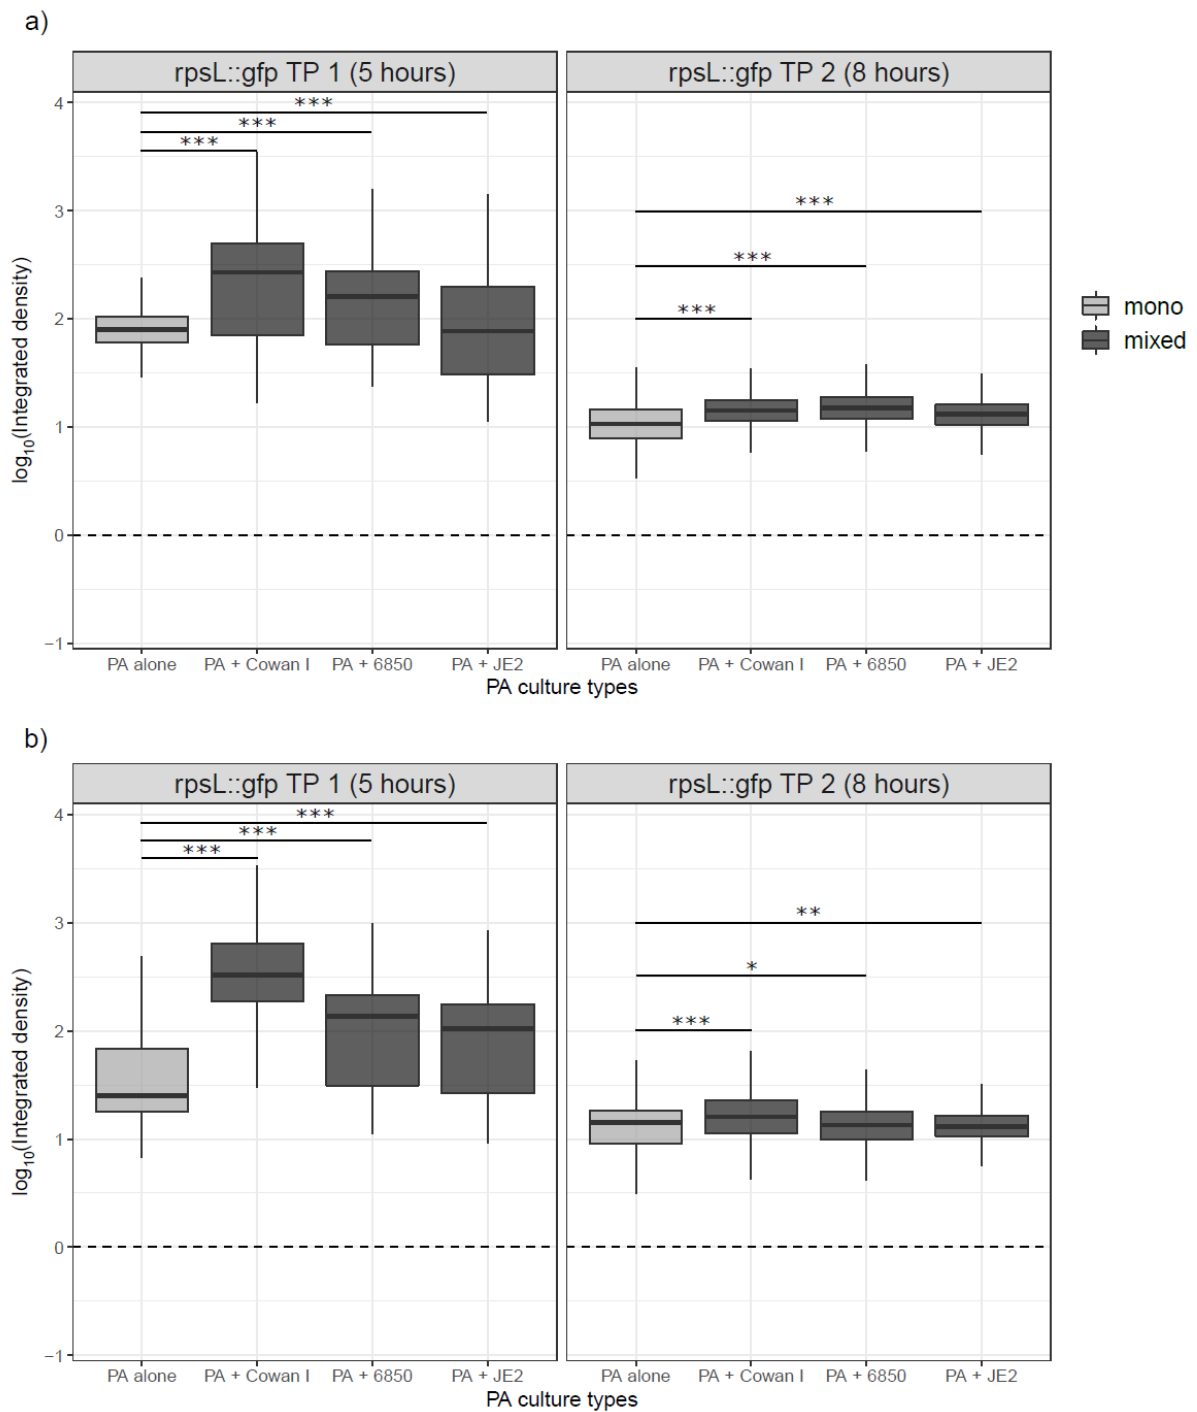 a)
rpsL::gfp TP 1 (5 hours)
rpsL::gfp TP 2 (8 hours)
4
3
2
1
0
−1
log10(Integrated density)
***
***
***
***
***
***
PA alone
PA + Cowan I
PA + 6850
PA + JE2
PA alone
PA + Cowan I
PA + 6850
PA + JE2
PA culture types
mono
mixed
b)
rpsL::gfp TP 1 (5 hours)
rpsL::gfp TP 2 (8 hours)
4
3
2
1
0
−1
log10(Integrated density)
***
***
***
**
*
***
PA alone
PA + Cowan I
PA + 6850
PA + JE2
PA alone
PA + Cowan I
PA + 6850
PA + JE2
PA culture types